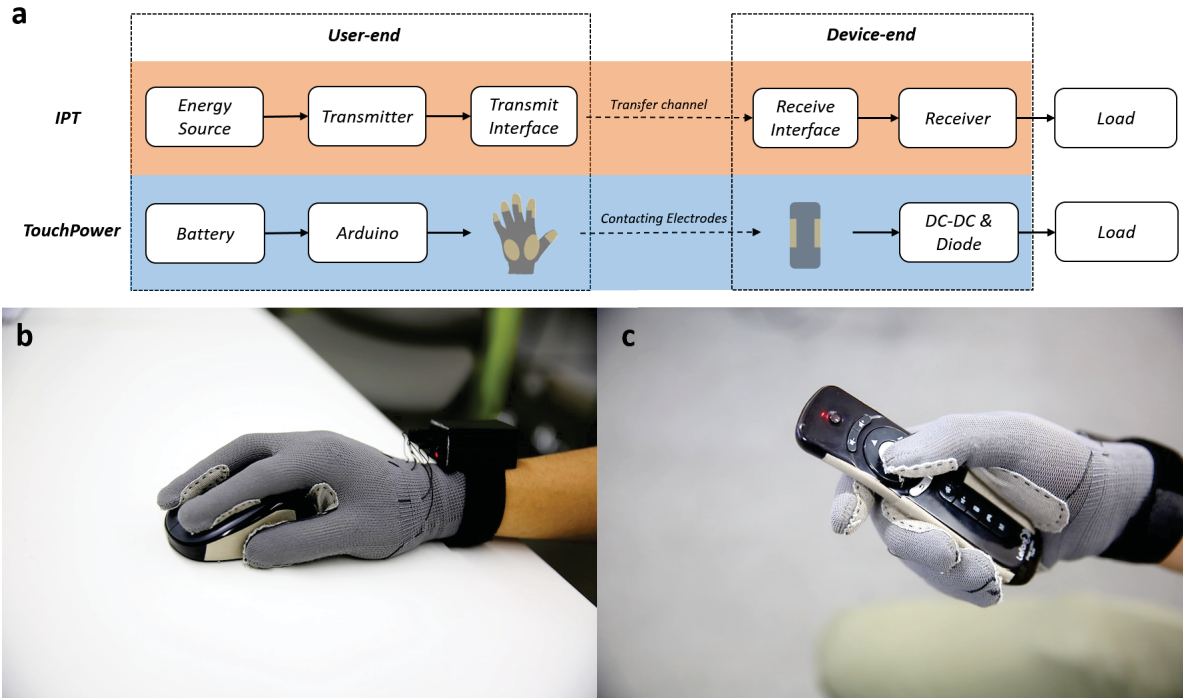 a
User-end
Device-end
IPT
Energy
Source
Transmitter
Transmit
Interface
Transfer channel
Receive
Interface
Receiver
Load
TouchPower
Battery
Arduino
Contacting Electrodes
DC-DC &
Diode
Load
b
c